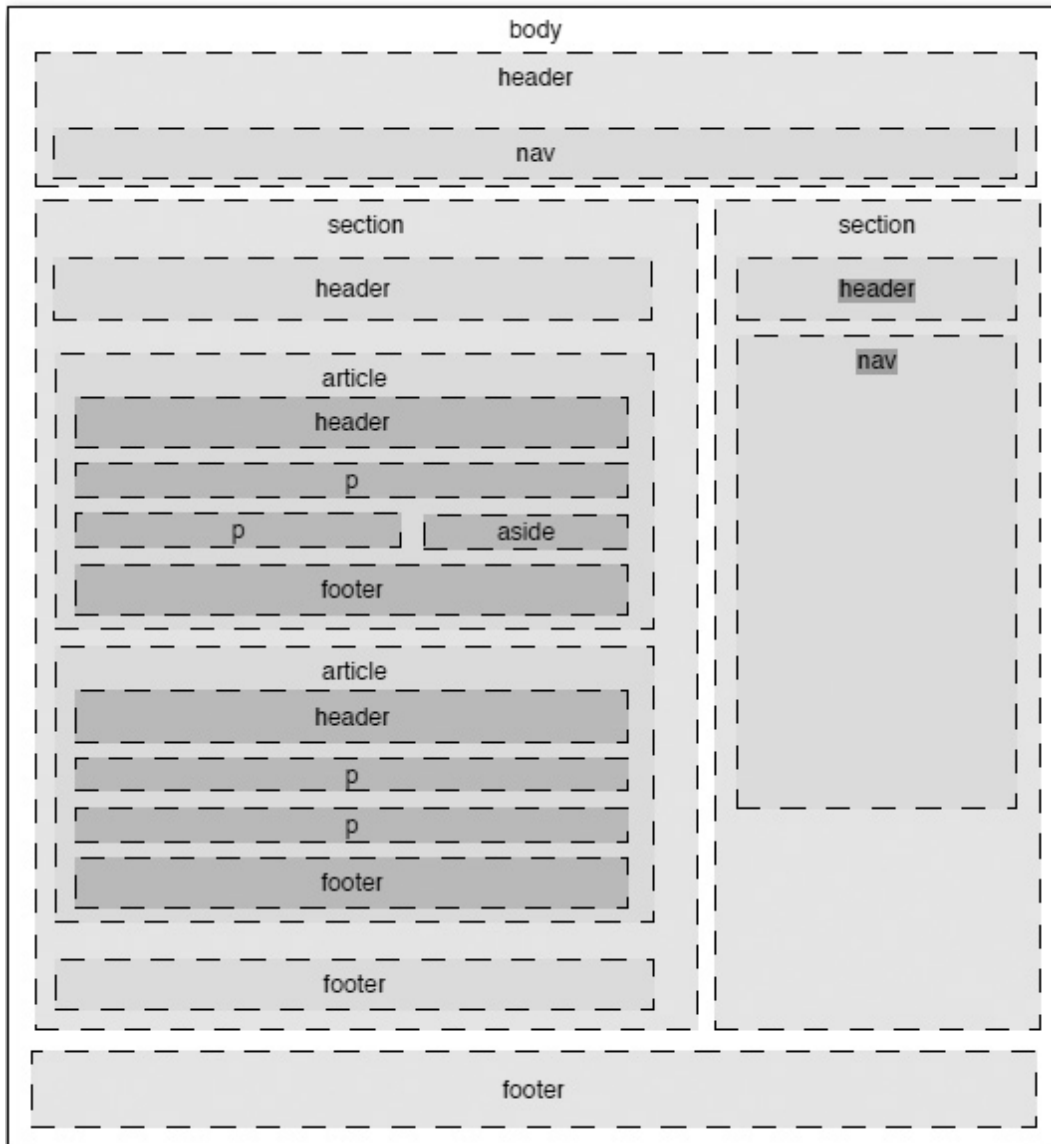 body
header
nav
section
header
article
header
p
p
aside
footer
article
header
p
p
footer
footer
section
header
nav
footer